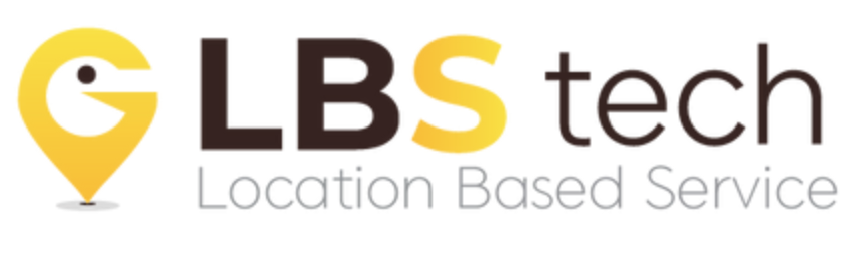 LBS tech
Location Based Service